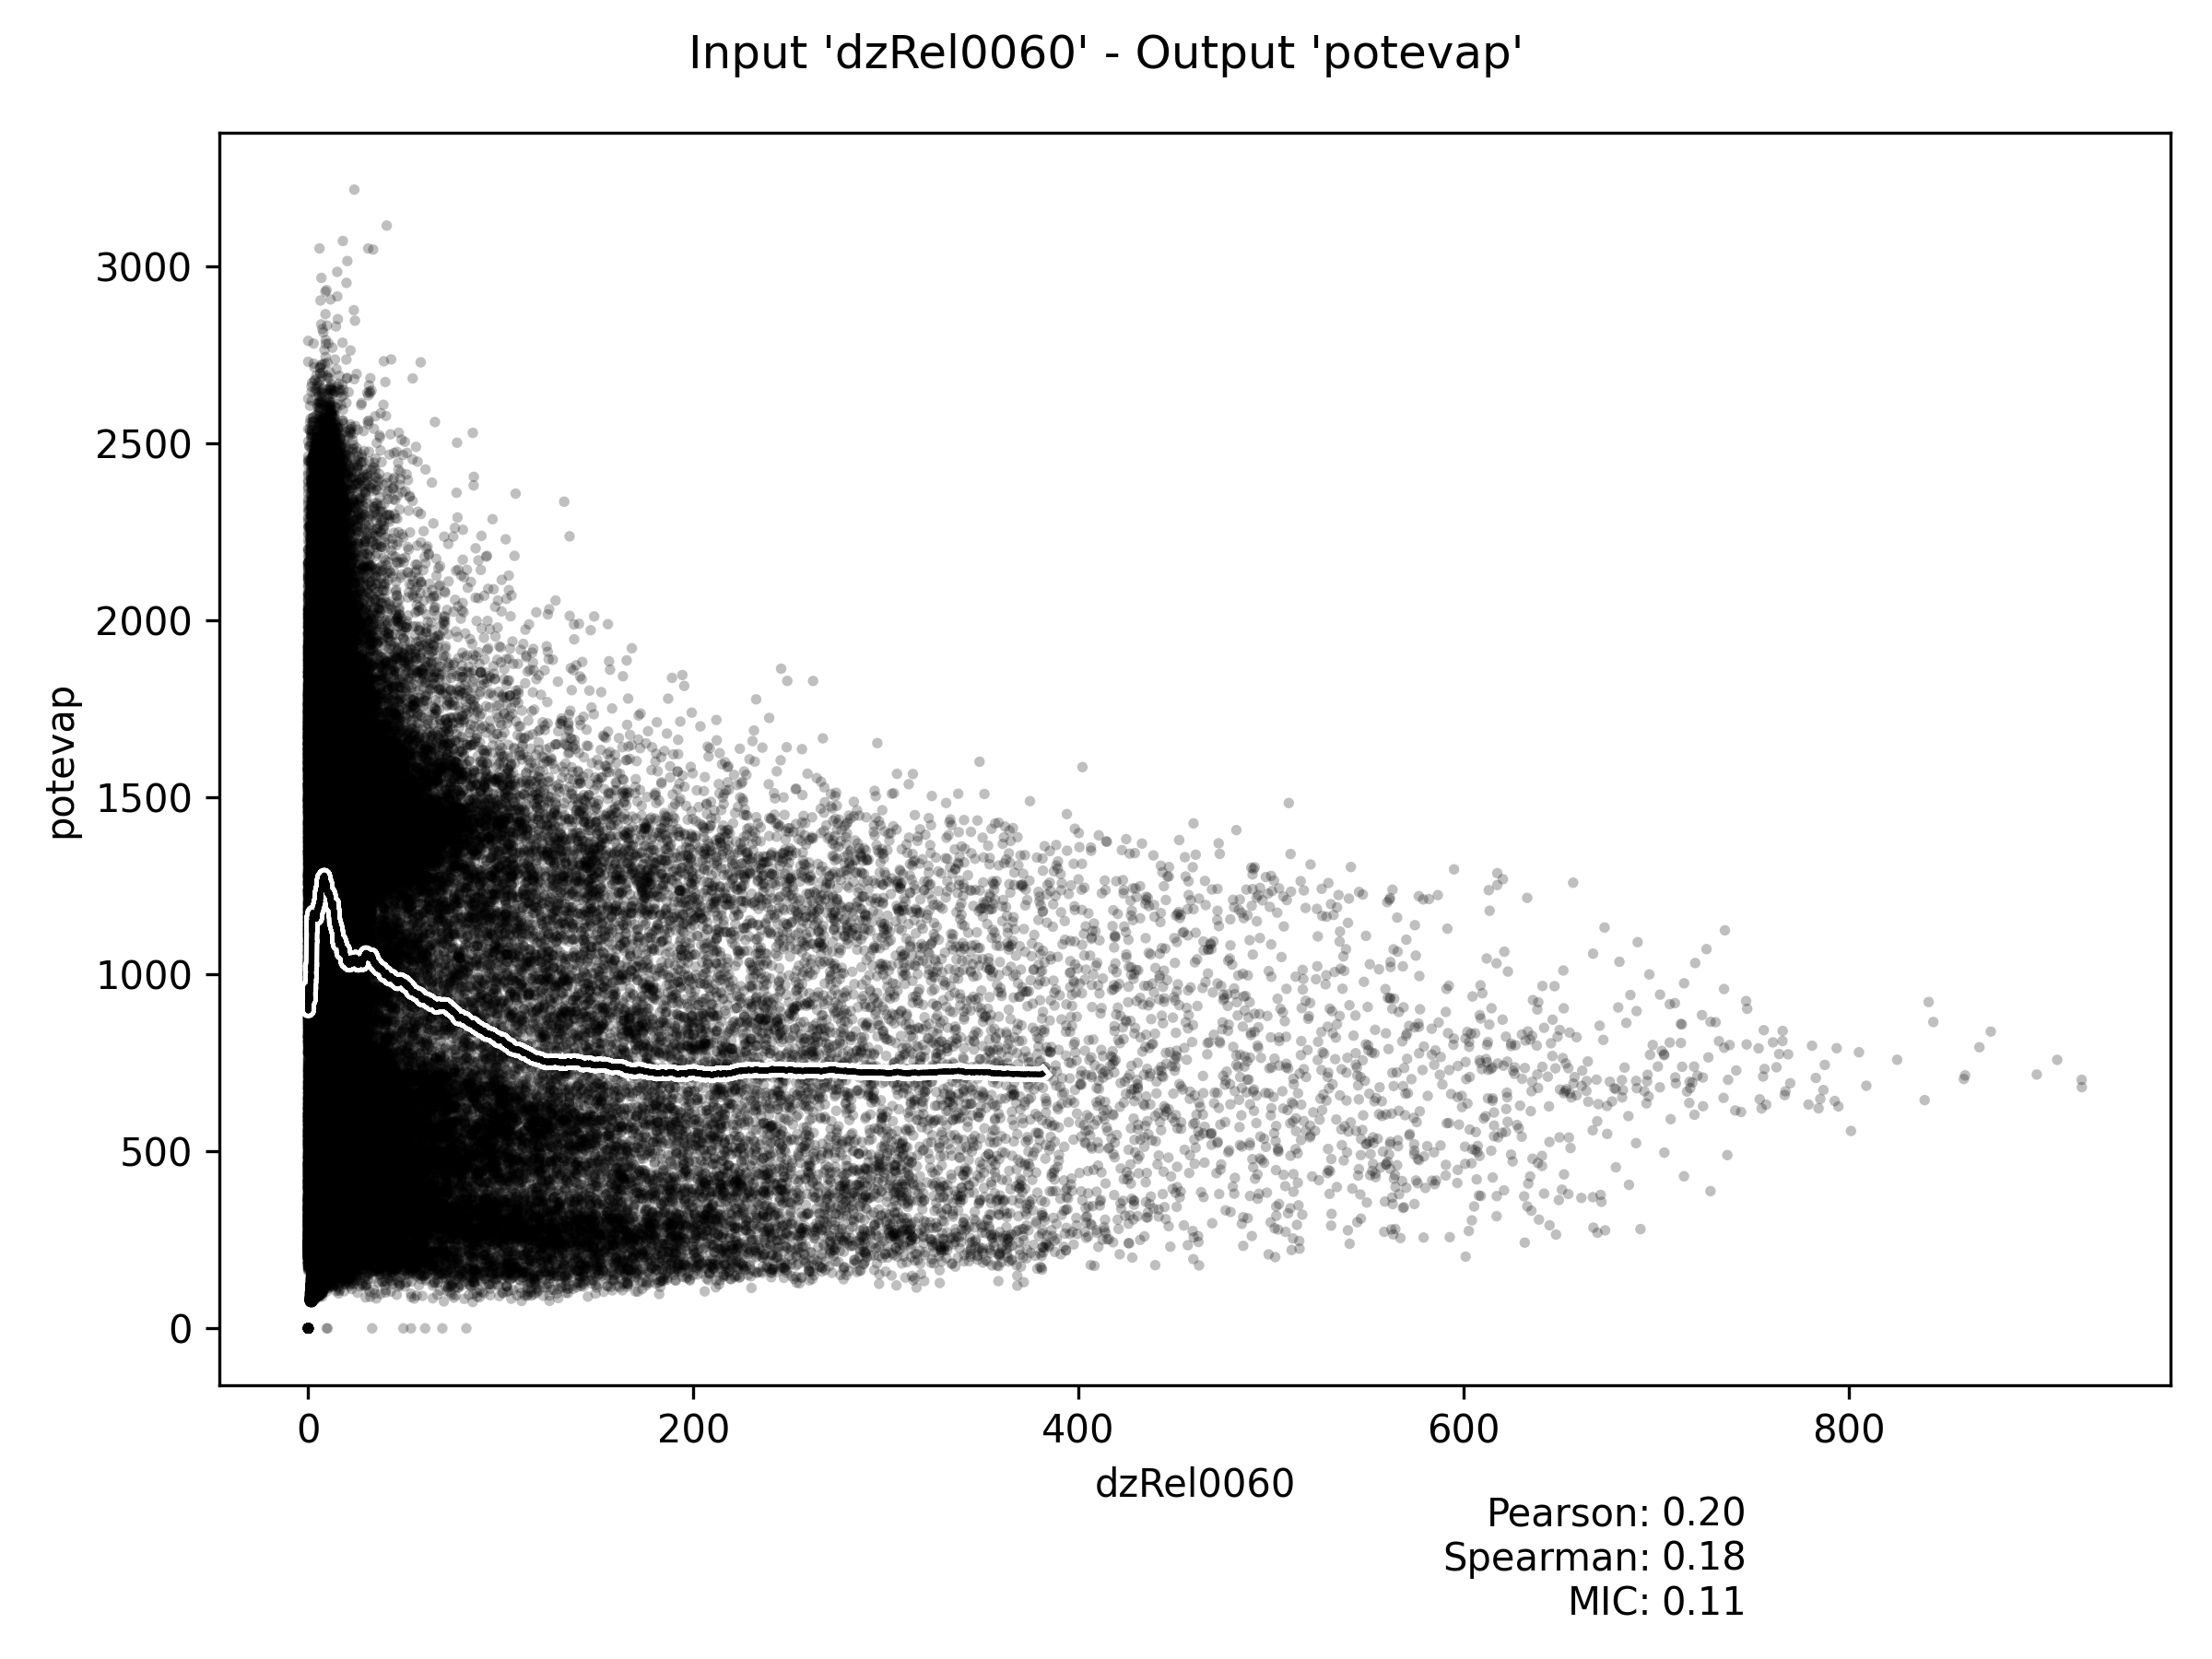 Input 'dzRel0060' - Output 'potevap'
potevap
3000
2500
2000
1500
1000
500
0
0 200 400 600 800
dzRel0060
Pearson: 0.20
Spearman: 0.18
MIC: 0.11